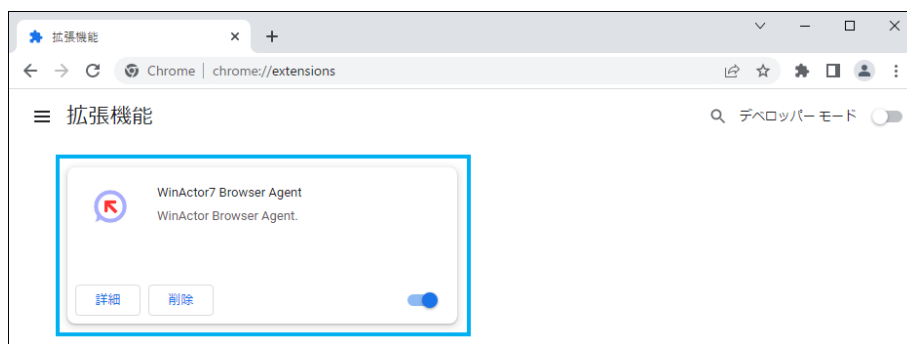 拡張機能
Chrome | chrome://extensions
拡張機能
デベロッパー モード
WinActor7 Browser Agent
WinActor Browser Agent.
詳細 削除